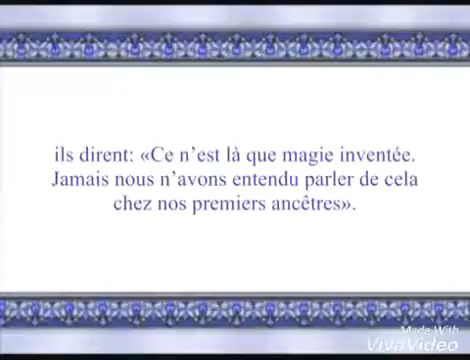 ils dirent: «Ce n’est là que magie inventée.
Jamais nous n’avons entendu parler de cela
chez nos premiers ancêtres».
Made With
VivaVideo